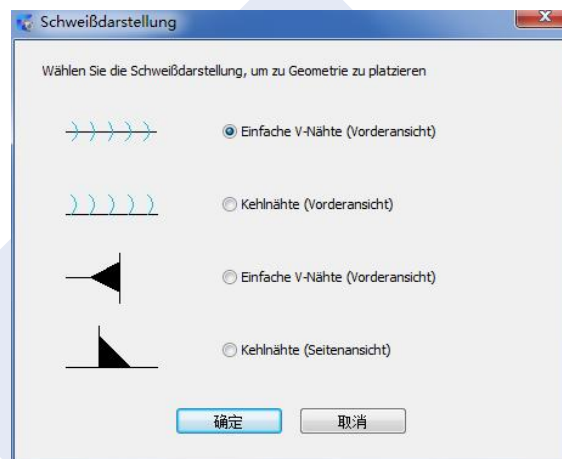 Schweißdarstellung
Wählen Sie die Schweißdarstellung, um zu Geometrie zu platzieren
Einfache V-Nähte (Vorderansicht)
Kehlnähte (Vorderansicht)
Einfache V-Nähte (Vorderansicht)
Kehlnähte (Seitenansicht)
确定 取消